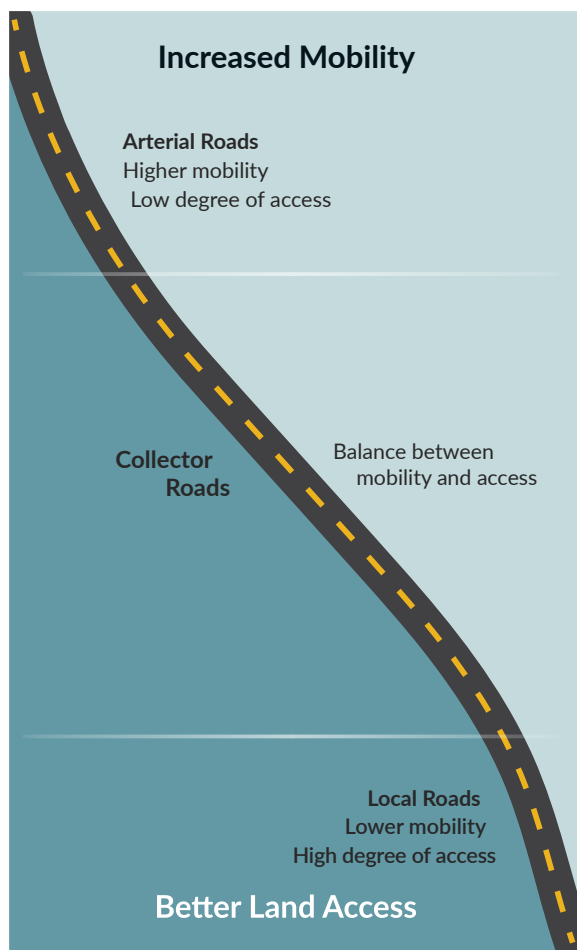 Increased Mobility
Arterial Roads
Higher mobility
Low degree of access
Collector
Roads
Balance between
mobility and access
Local Roads
Lower mobility
High degree of access
Better Land Access